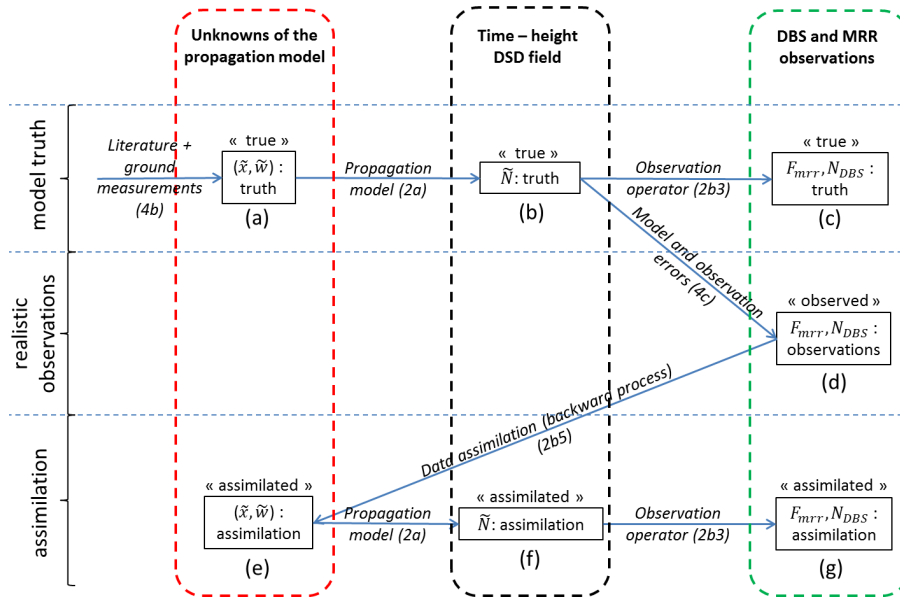 Unknowns of the
propagation model
Time – height
DSD field
DBS and MRR
observations
model truth
Literature +
ground
measurements
(4b)
« true »
(x̃, w̃) :
truth
(a)
Propagation
model (2a)
« true »
Ñ: truth
(b)
Observation
operator (2b3)
« true »
F_mrr, N_DBS :
truth
(c)
realistic
observations
Model and observation
errors (4c)
« observed »
F_mrr, N_DBS :
observations
(d)
Data assimilation (backward process)
(2b5)
assimilation
« assimilated »
(x̃, w̃) :
assimilation
(e)
Propagation
model (2a)
« assimilated »
Ñ: assimilation
(f)
Observation
operator (2b3)
« assimilated »
F_mrr, N_DBS :
assimilation
(g)